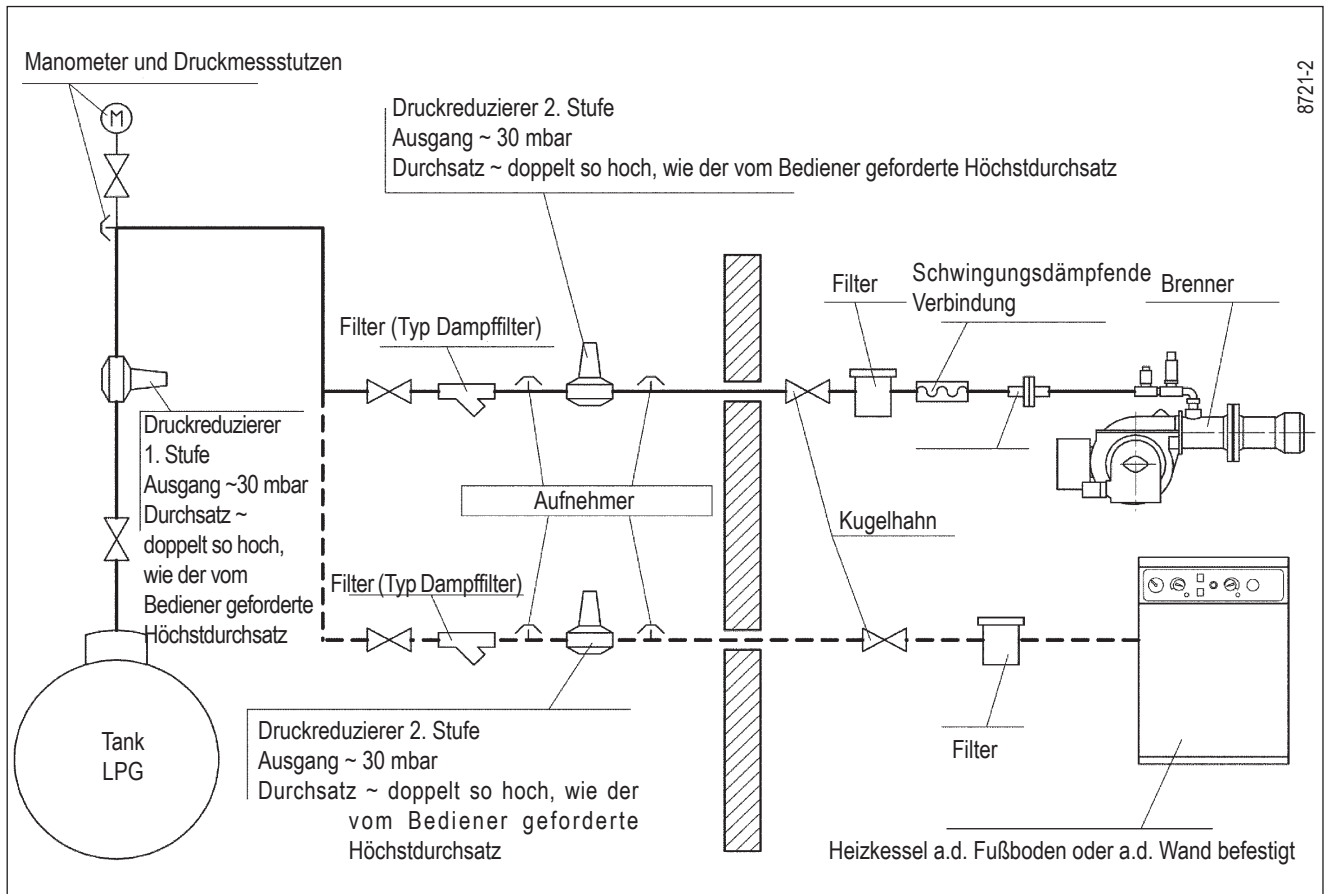 8721-2
Manometer und Druckmessstutzen
M
Druckreduzierer 2. Stufe
Ausgang ~ 30 mbar
Durchsatz ~ doppelt so hoch, wie der vom Bediener geforderte Höchstdurchsatz
Filter
Schwingungsdämpfende
Verbindung
Brenner
Filter (Typ Dampffilter)
Druckreduzierer
1. Stufe
Ausgang ~30 mbar
Durchsatz ~
doppelt so hoch,
wie der vom
Bediener geforderte
Höchstdurchsatz
Aufnehmer
Kugelhahn
Filter (Typ Dampffilter)
Tank
LPG
Druckreduzierer 2. Stufe
Ausgang ~ 30 mbar
Durchsatz ~ doppelt so hoch, wie der
vom Bediener geforderte
Höchstdurchsatz
Filter
Heizkessel a.d. Fußboden oder a.d. Wand befestigt